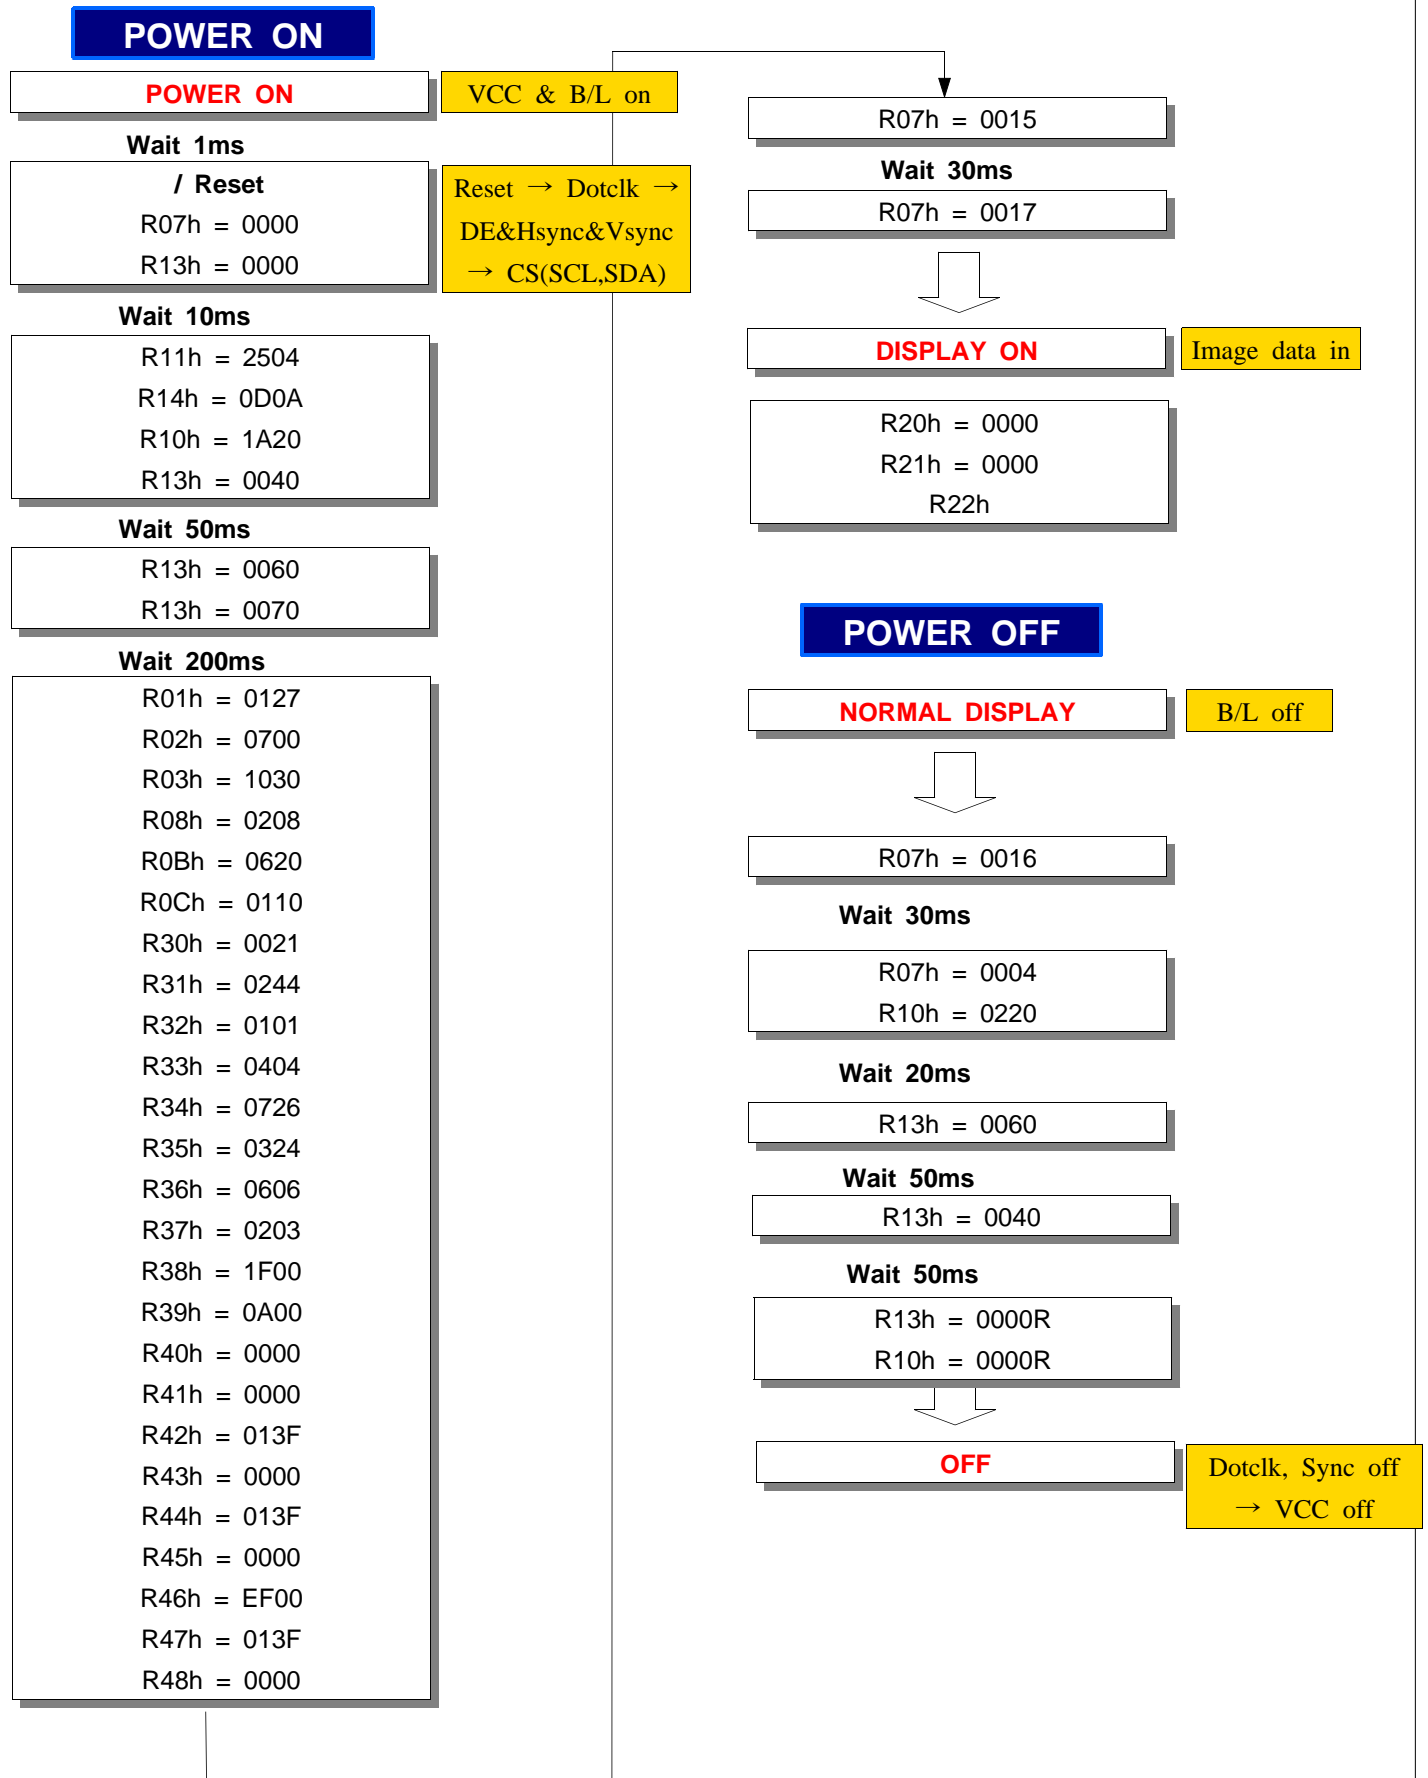 POWER ON
POWER ON
VCC & B/L on
Wait 1ms
/ Reset
R07h = 0000
R13h = 0000
Reset → Dotclk →
DE&Hsync&Vsync
→ CS(SCL,SDA)
Wait 10ms
R11h = 2504
R14h = 0D0A
R10h = 1A20
R13h = 0040
Wait 50ms
R13h = 0060
R13h = 0070
Wait 200ms
R01h = 0127
R02h = 0700
R03h = 1030
R08h = 0208
R0Bh = 0620
R0Ch = 0110
R30h = 0021
R31h = 0244
R32h = 0101
R33h = 0404
R34h = 0726
R35h = 0324
R36h = 0606
R37h = 0203
R38h = 1F00
R39h = 0A00
R40h = 0000
R41h = 0000
R42h = 013F
R43h = 0000
R44h = 013F
R45h = 0000
R46h = EF00
R47h = 013F
R48h = 0000
R07h = 0015
Wait 30ms
R07h = 0017
DISPLAY ON
Image data in
R20h = 0000
R21h = 0000
R22h
POWER OFF
NORMAL DISPLAY
B/L off
R07h = 0016
Wait 30ms
R07h = 0004
R10h = 0220
Wait 20ms
R13h = 0060
Wait 50ms
R13h = 0040
Wait 50ms
R13h = 0000R
R10h = 0000R
OFF
Dotclk, Sync off
→ VCC off